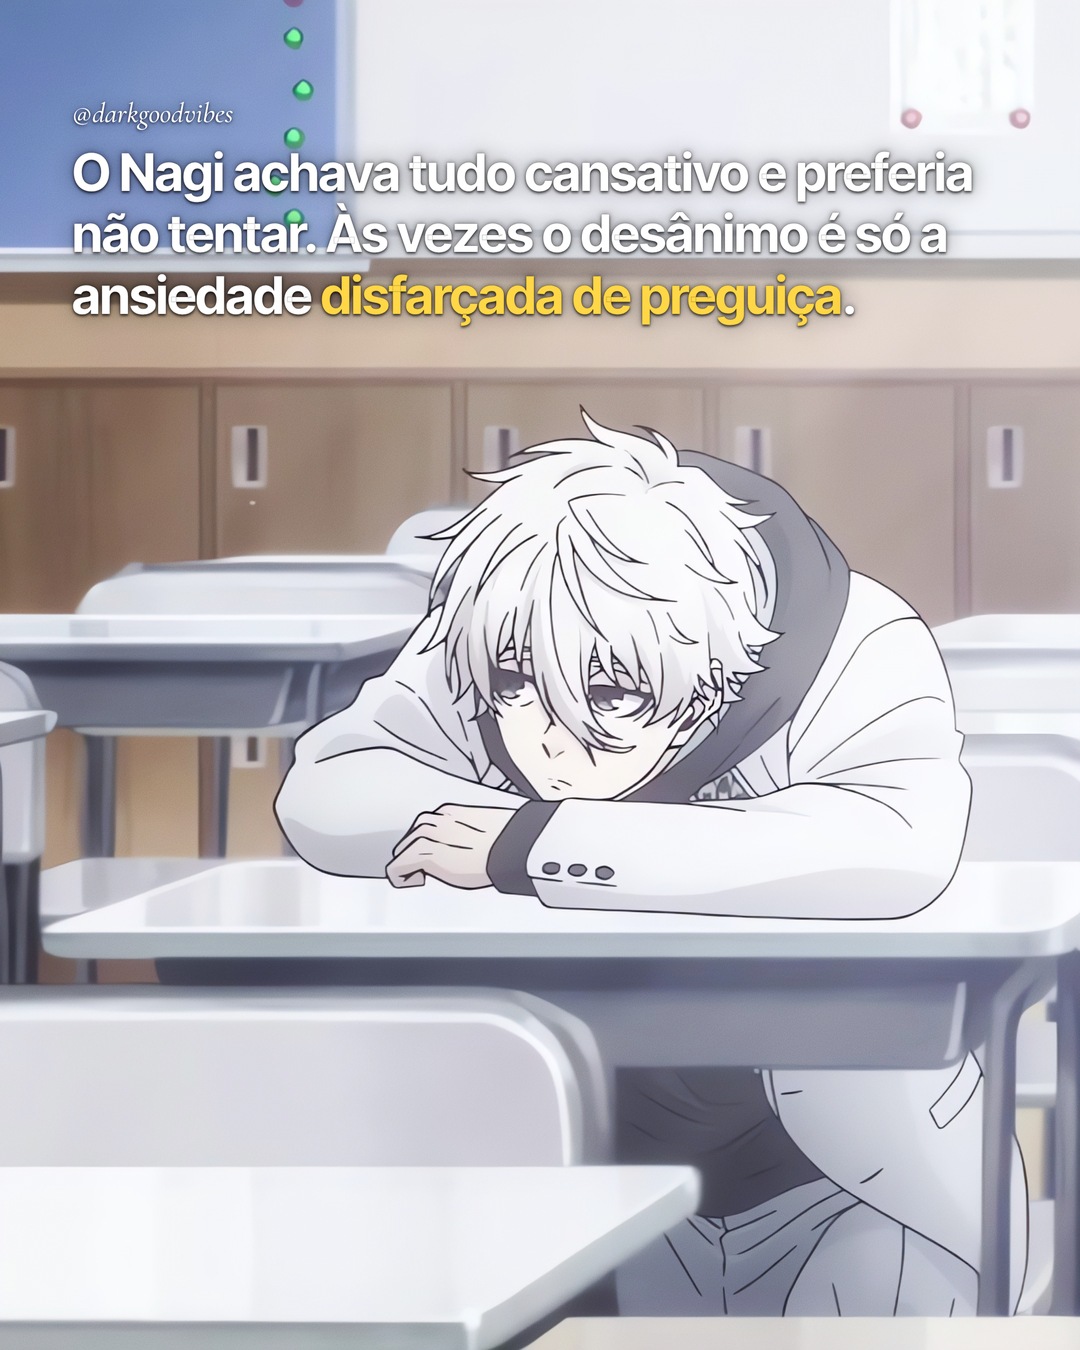 @darkgoodvibes
O Nagi achava tudo cansativo e preferia
não tentar. Às vezes o desânimo é só a
ansiedade disfarçada de preguiça.